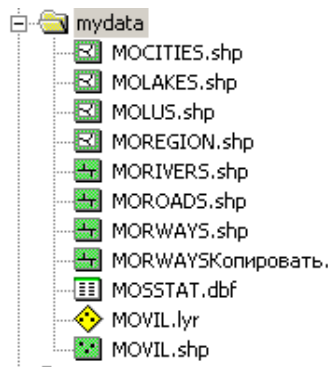 mydata
MOCITIES.shp
MOLAKES.shp
MOLUS.shp
MOREGION.shp
MORIVERS.shp
MOROADS.shp
MORWAYS.shp
MORWAYSКопировать.
MOSSTAT.dbf
MOVIL.lyr
MOVIL.shp